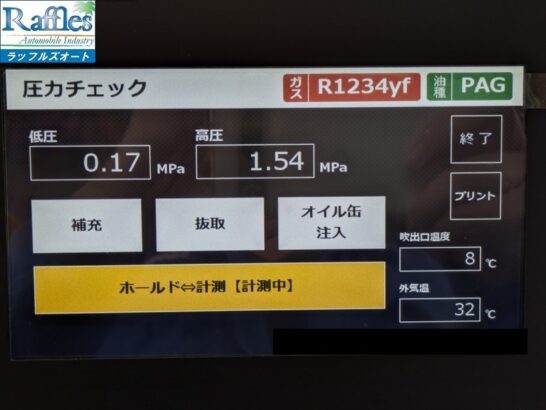 Raffles
Automobile Industry
ラッフルズオート
圧力チェック
ガス R1234yf
油種 PAG
低圧
0.17 MPa
高圧
1.54 MPa
終了
プリント
補充
抜取
オイル缶
注入
吹出口温度
8 ℃
ホールド⇔計測【計測中】
外気温
32 ℃